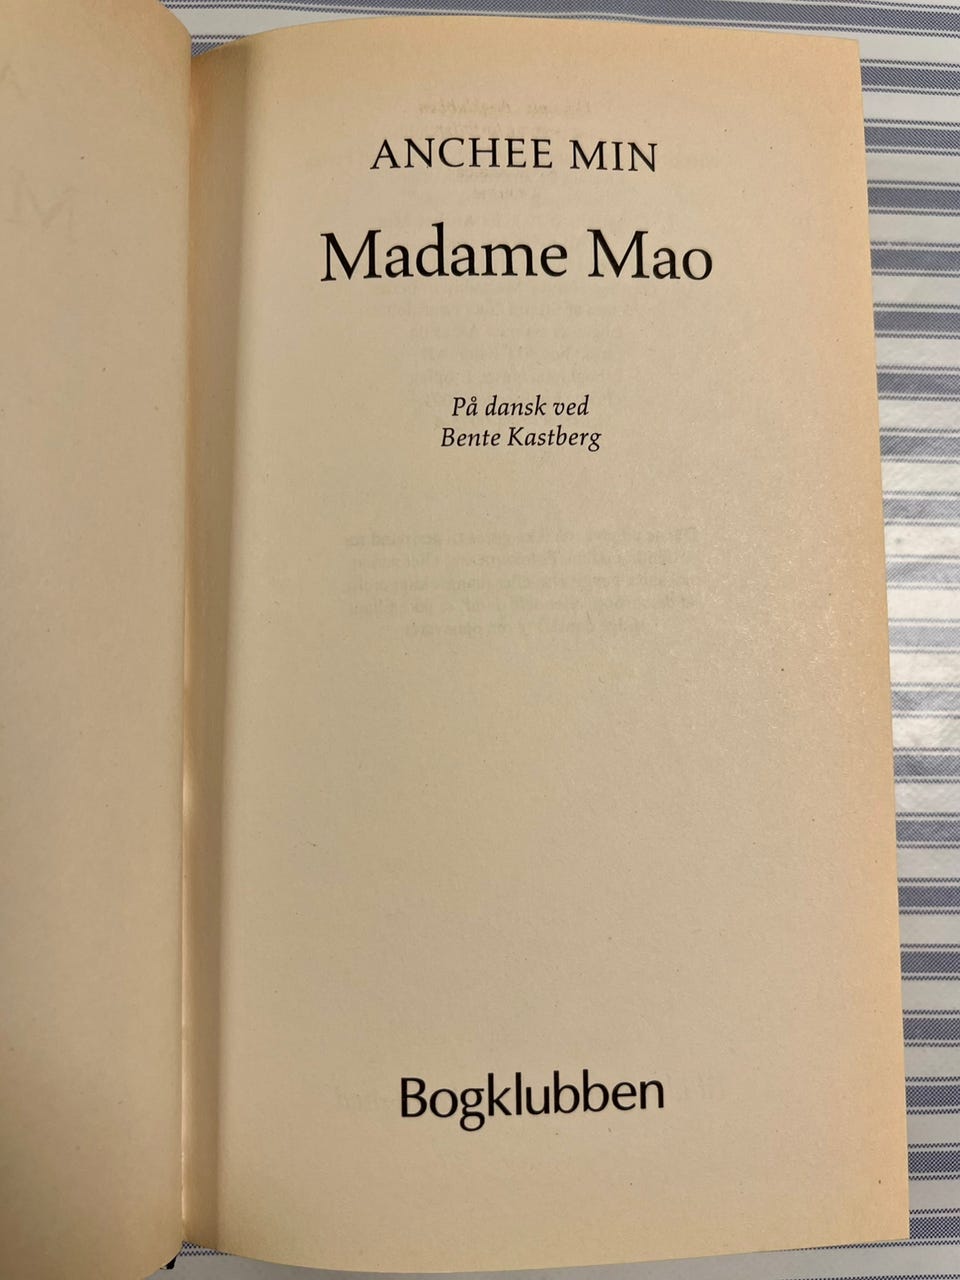 ANCHEE MIN
Madame Mao
På dansk ved
Bente Kastberg
Bogklubben